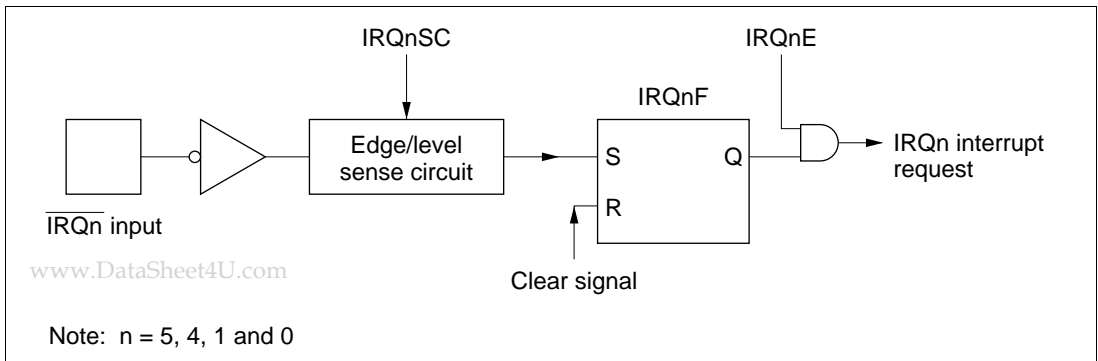 IRQnSC
IRQnE
IRQnF
Edge/level
sense circuit
S
Q
R
IRQn interrupt
request
IRQn input
Clear signal
www.DataSheet4U.com
Note: n = 5, 4, 1 and 0